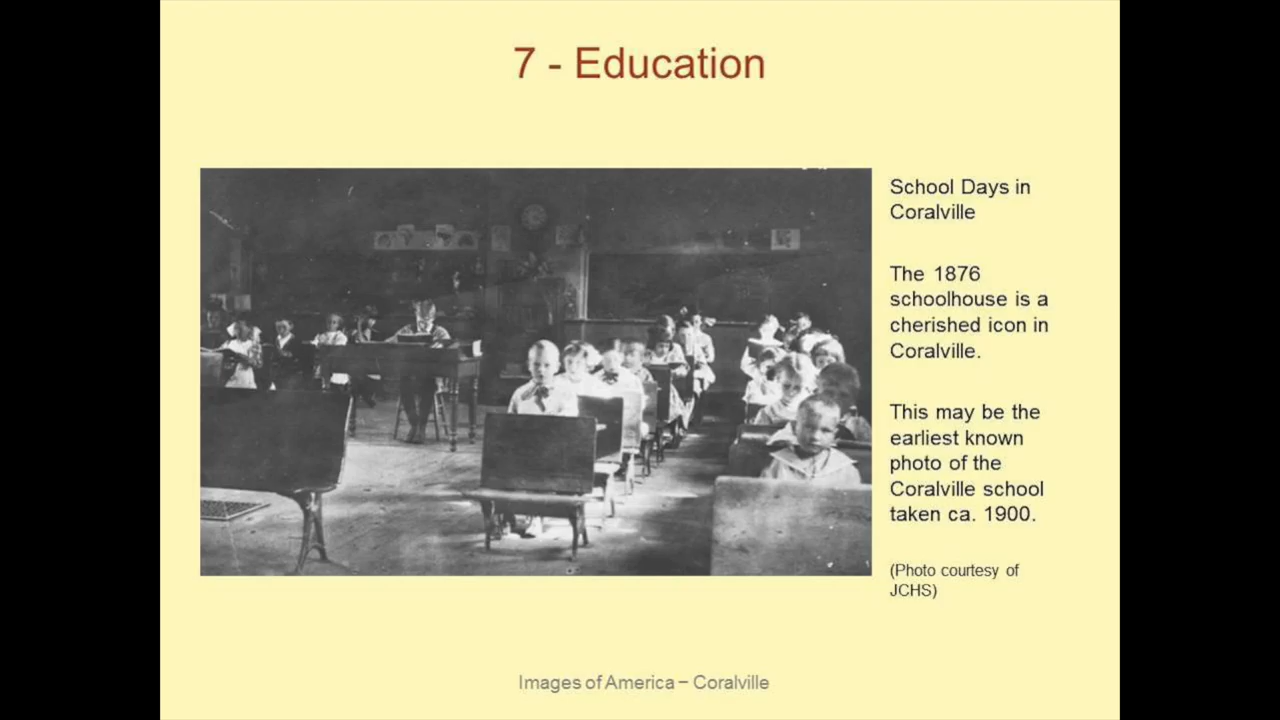 7 - Education
School Days in
Coralville
The 1876
schoolhouse is a
cherished icon in
Coralville.
This may be the
earliest known
photo of the
Coralville school
taken ca. 1900.
(Photo courtesy of
JCHS)
Images of America – Coralville